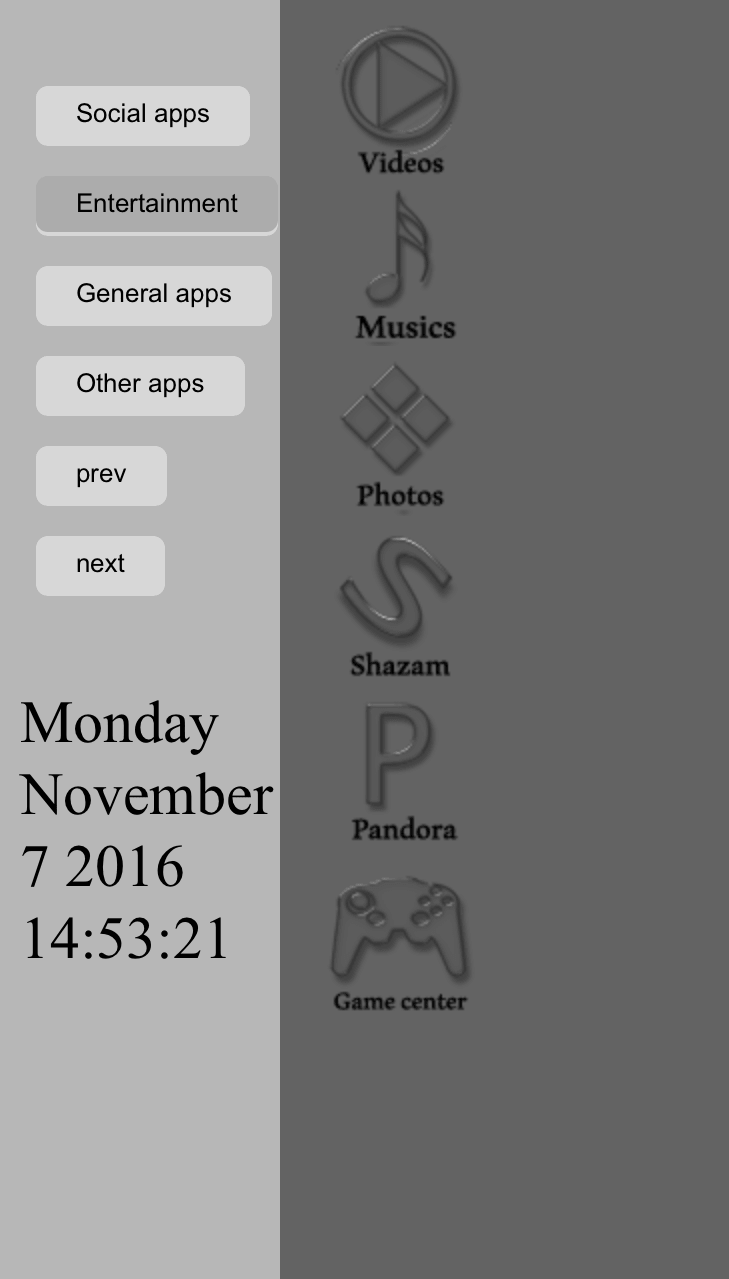 Social apps
Entertainment
General apps
Other apps
prev
next
Monday
November
7 2016
14:53:21
Videos
Musics
Photos
Shazam
Pandora
Game center